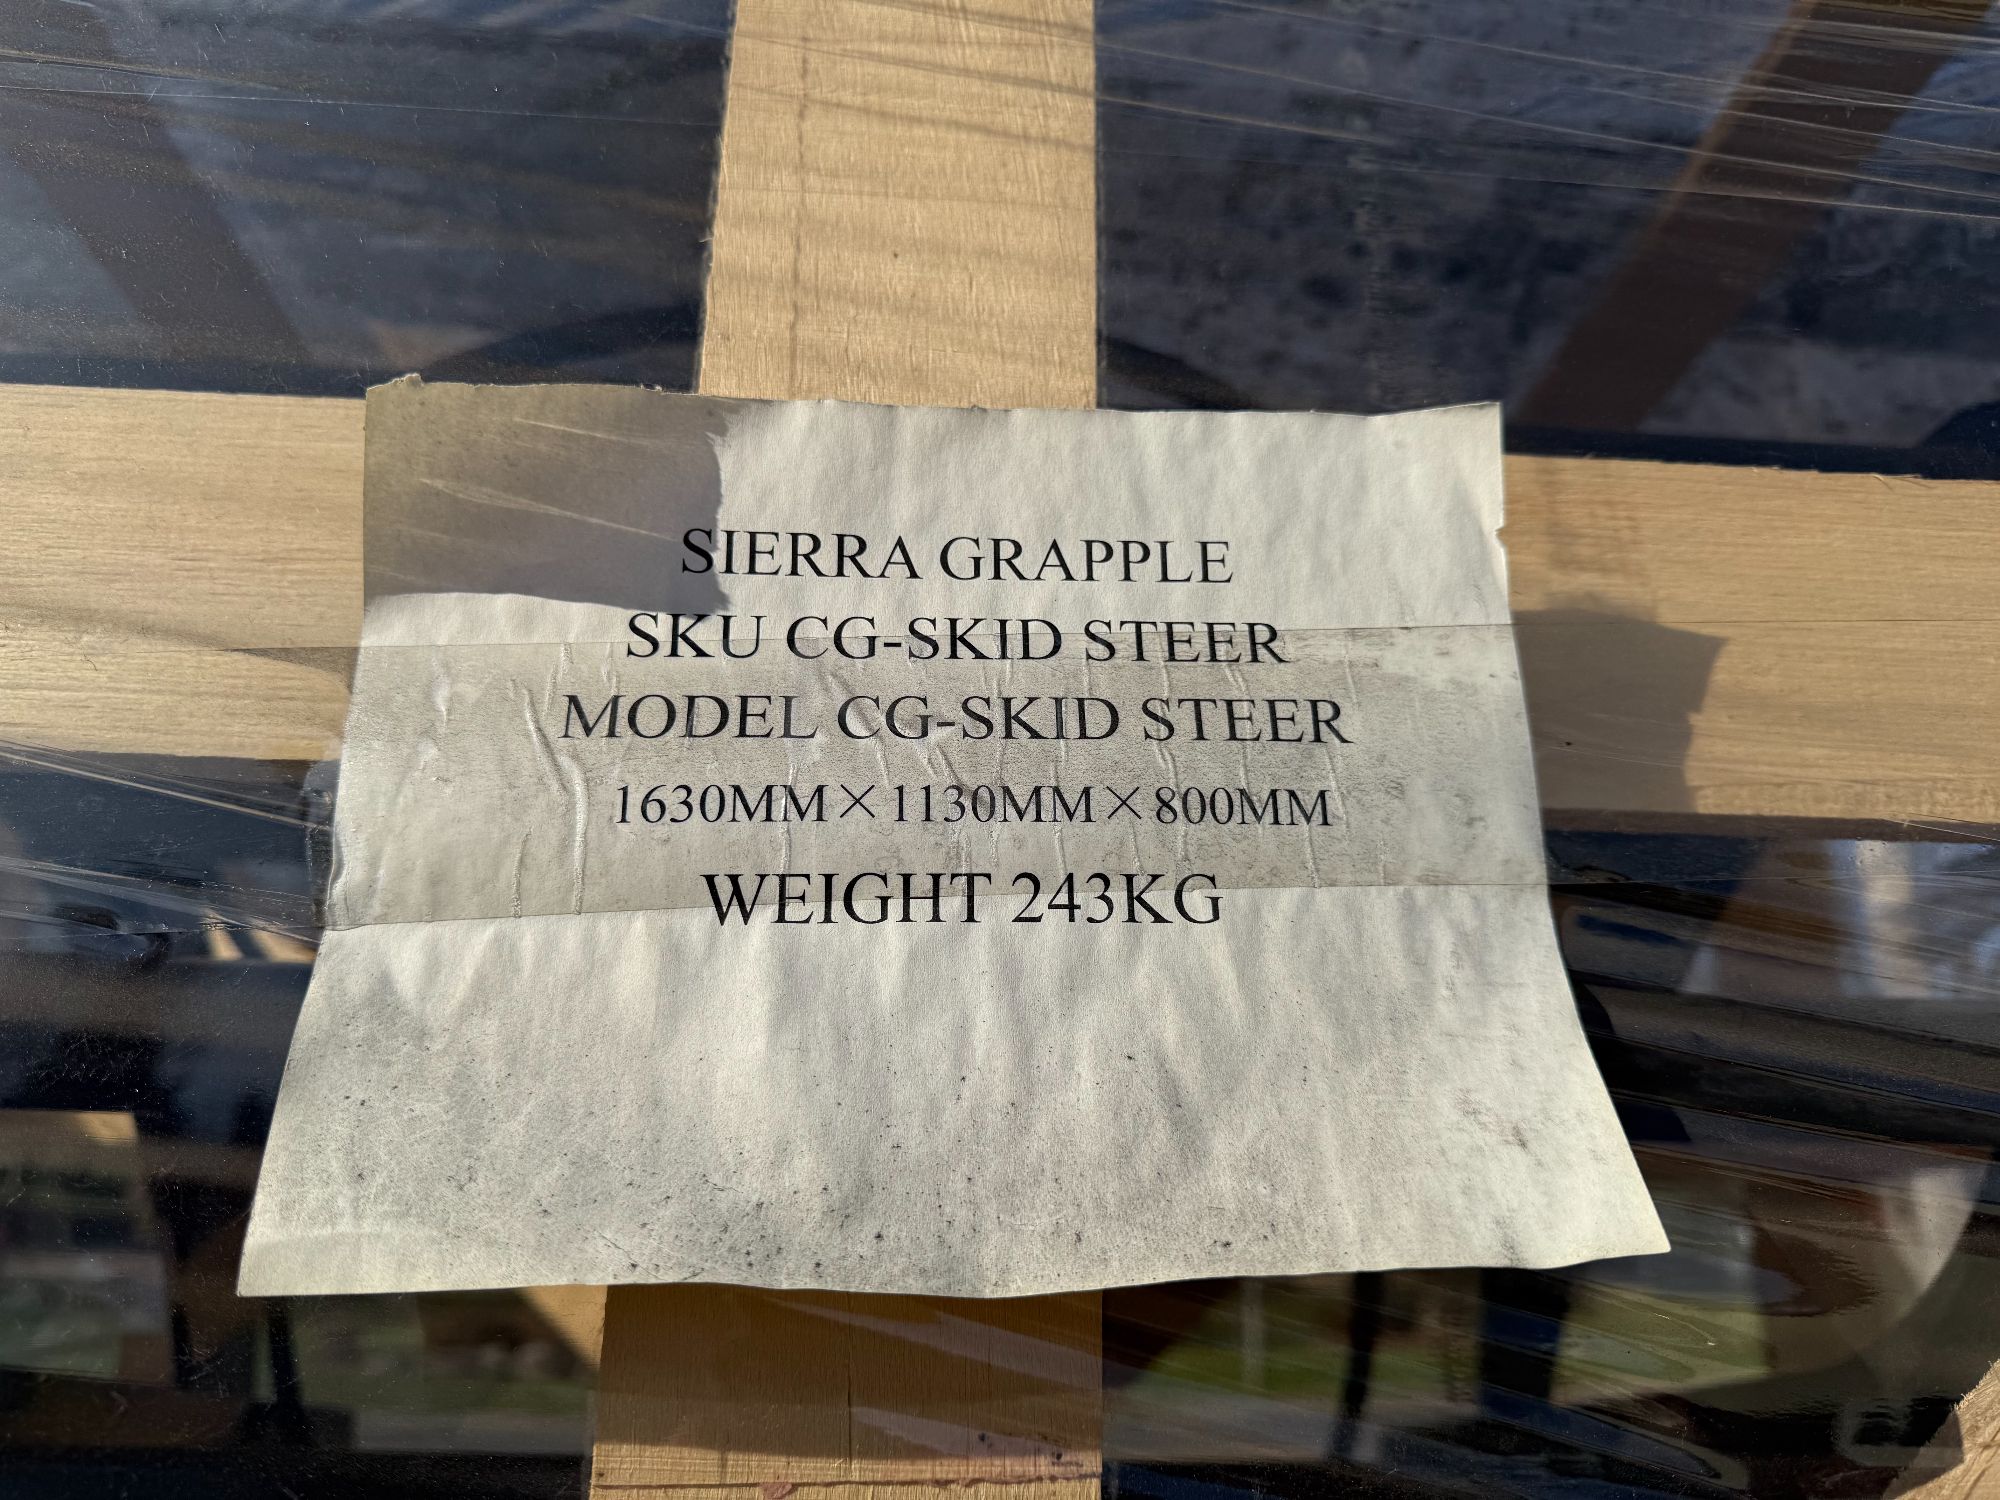 SIERRA GRAPPLE
SKU CG-SKID STEER
MODEL CG-SKID STEER
1630MM×1130MM×800MM
WEIGHT 243KG